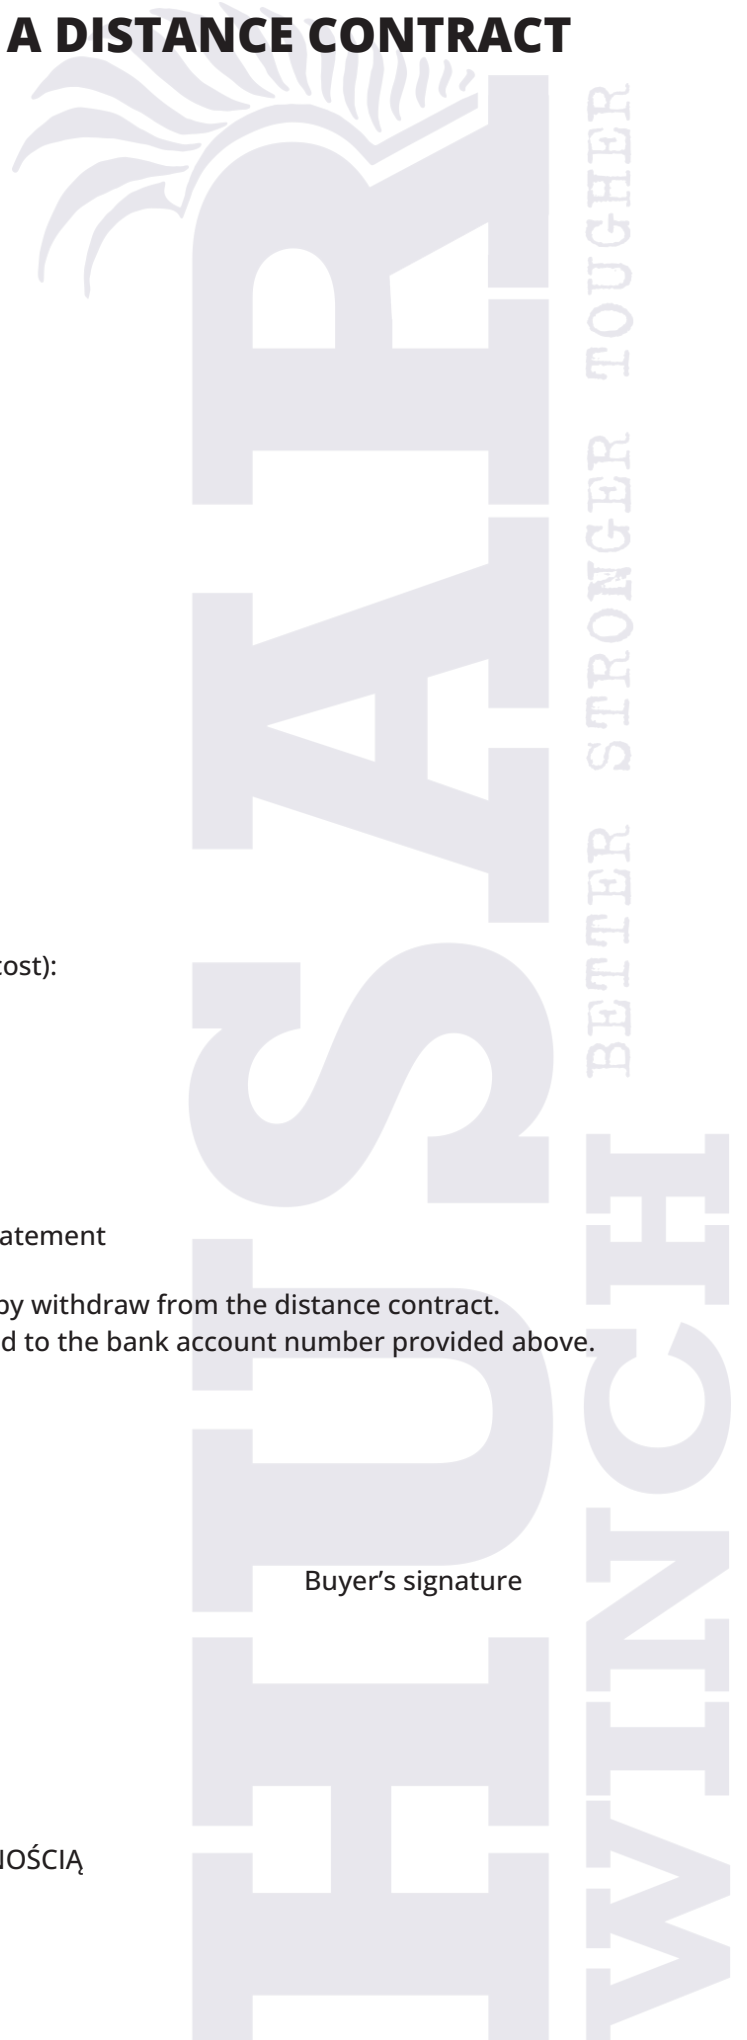 A DISTANCE CONTRACT
cost):
atement
by withdraw from the distance contract.
d to the bank account number provided above.
Buyer’s signature
NOŚCIĄ
HUSAR
BETTER STRONGER TOUGHER
WINCH